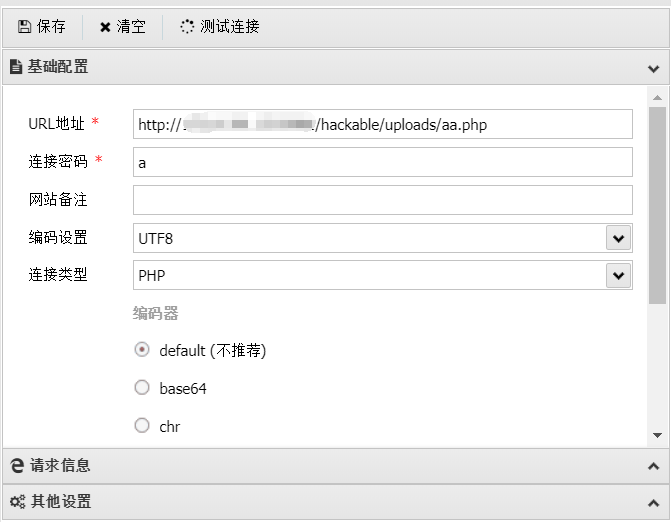 保存 清空 测试连接
基础配置
URL地址 * http://
/hackable/uploads/aa.php
连接密码 * a
网站备注
编码设置 UTF8
连接类型 PHP
编码器
default (不推荐)
base64
chr
请求信息
其他设置